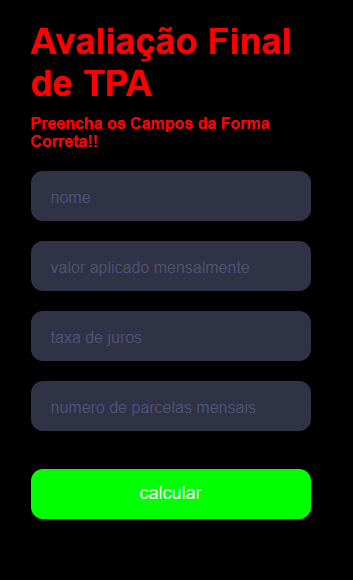 Avaliação Final
de TPA
Preencha os Campos da Forma
Correta!!
nome
valor aplicado mensalmente
taxa de juros
numero de parcelas mensais
calcular